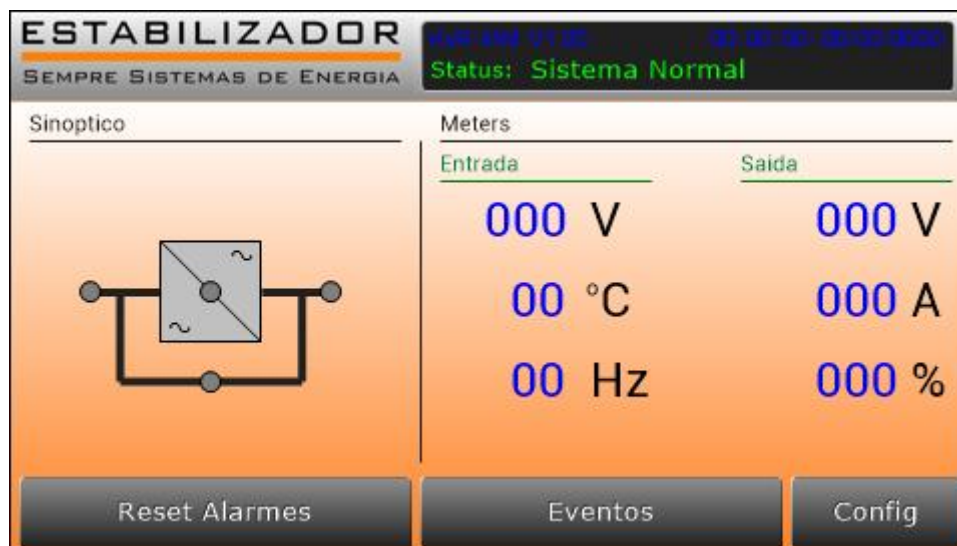 ESTABILIZADOR
SEMPRE SISTEMAS DE ENERGIA
Status: Sistema Normal
Sinoptico
Meters
Entrada
Saida
000 V
000 V
00 °C
000 A
00 Hz
000 %
Reset Alarmes
Eventos
Config